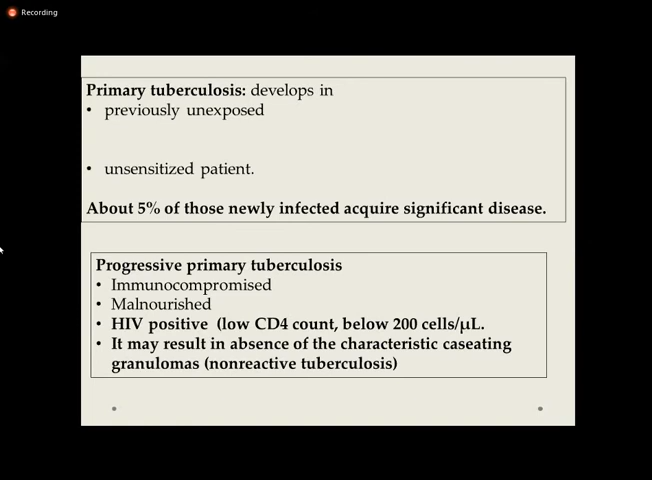 Recording
Primary tuberculosis: develops in
• previously unexposed
• unsensitized patient.
About 5% of those newly infected acquire significant disease.
Progressive primary tuberculosis
• Immunocompromised
• Malnourished
• HIV positive (low CD4 count, below 200 cells/μL.
• It may result in absence of the characteristic caseating
granulomas (nonreactive tuberculosis)